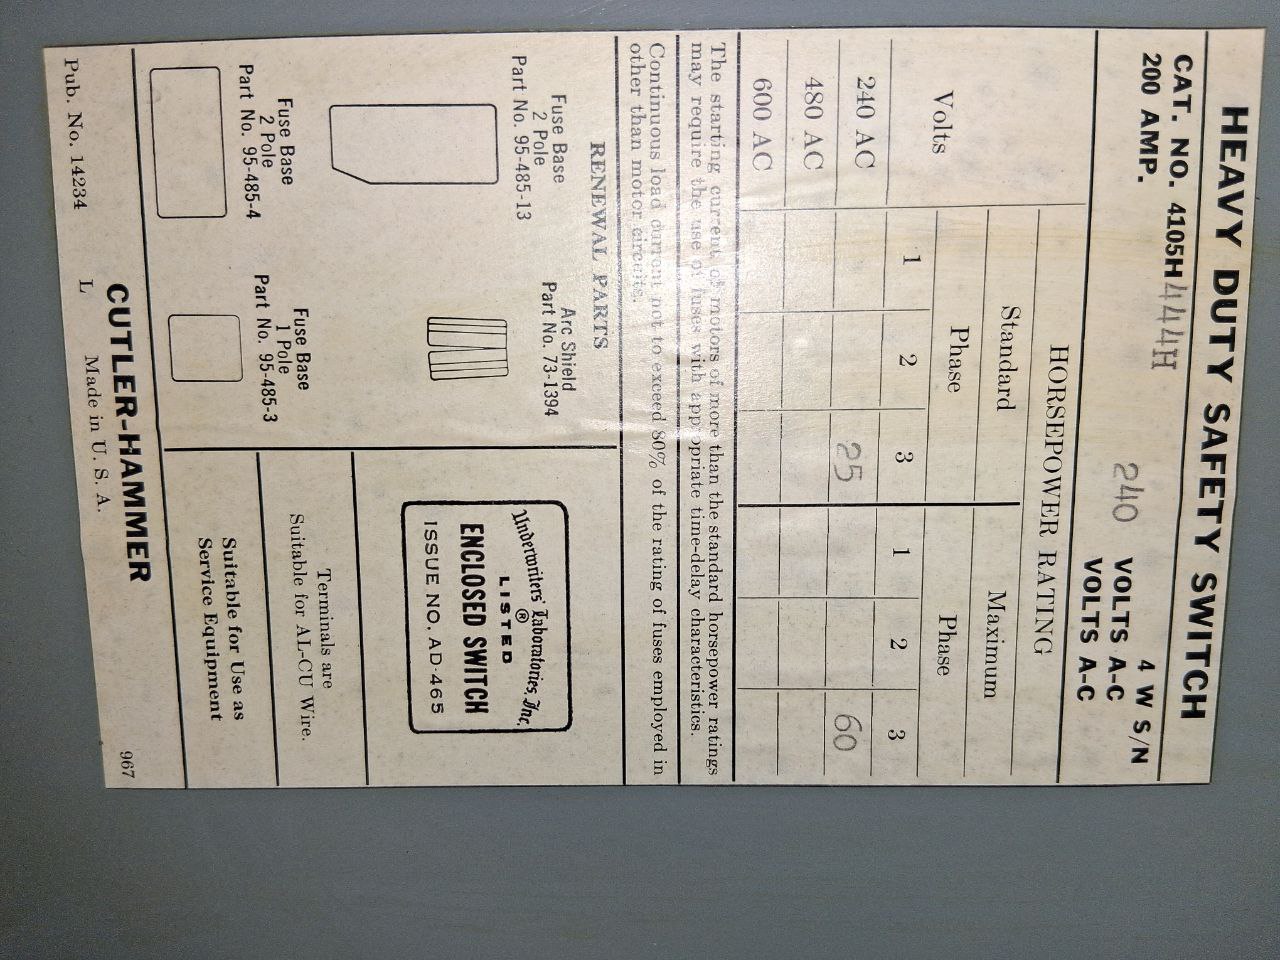 HEAVY DUTY SAFETY SWITCH
CAT. NO. 4105H444H 4 W S/N
200 AMP. 240 VOLTS A-C
VOLTS A-C
HORSEPOWER RATING
Volts Standard Maximum
Phase Phase
1 2 3 1 2 3
240 AC 25 60
480 AC
600 AC
The starting current of motors of more than the standard horsepower ratings
may require the use of fuses with appropriate time-delay characteristics.
Continuous load current not to exceed 80% of the rating of fuses employed in
other than motor circuits.
RENEWAL PARTS
Fuse Base
2 Pole
Part No. 95-485-13
Arc Shield
Part No. 73-1394
Fuse Base
2 Pole
Part No. 95-485-4
Fuse Base
1 Pole
Part No. 95-485-3
Underwriters' Laboratories, Inc.
®
LISTED
ENCLOSED SWITCH
ISSUE NO. AD-465
Terminals are
Suitable for AL-CU Wire.
Suitable for Use as
Service Equipment
CUTLER-HAMMER
Pub. No. 14234 L Made in U. S. A. 967